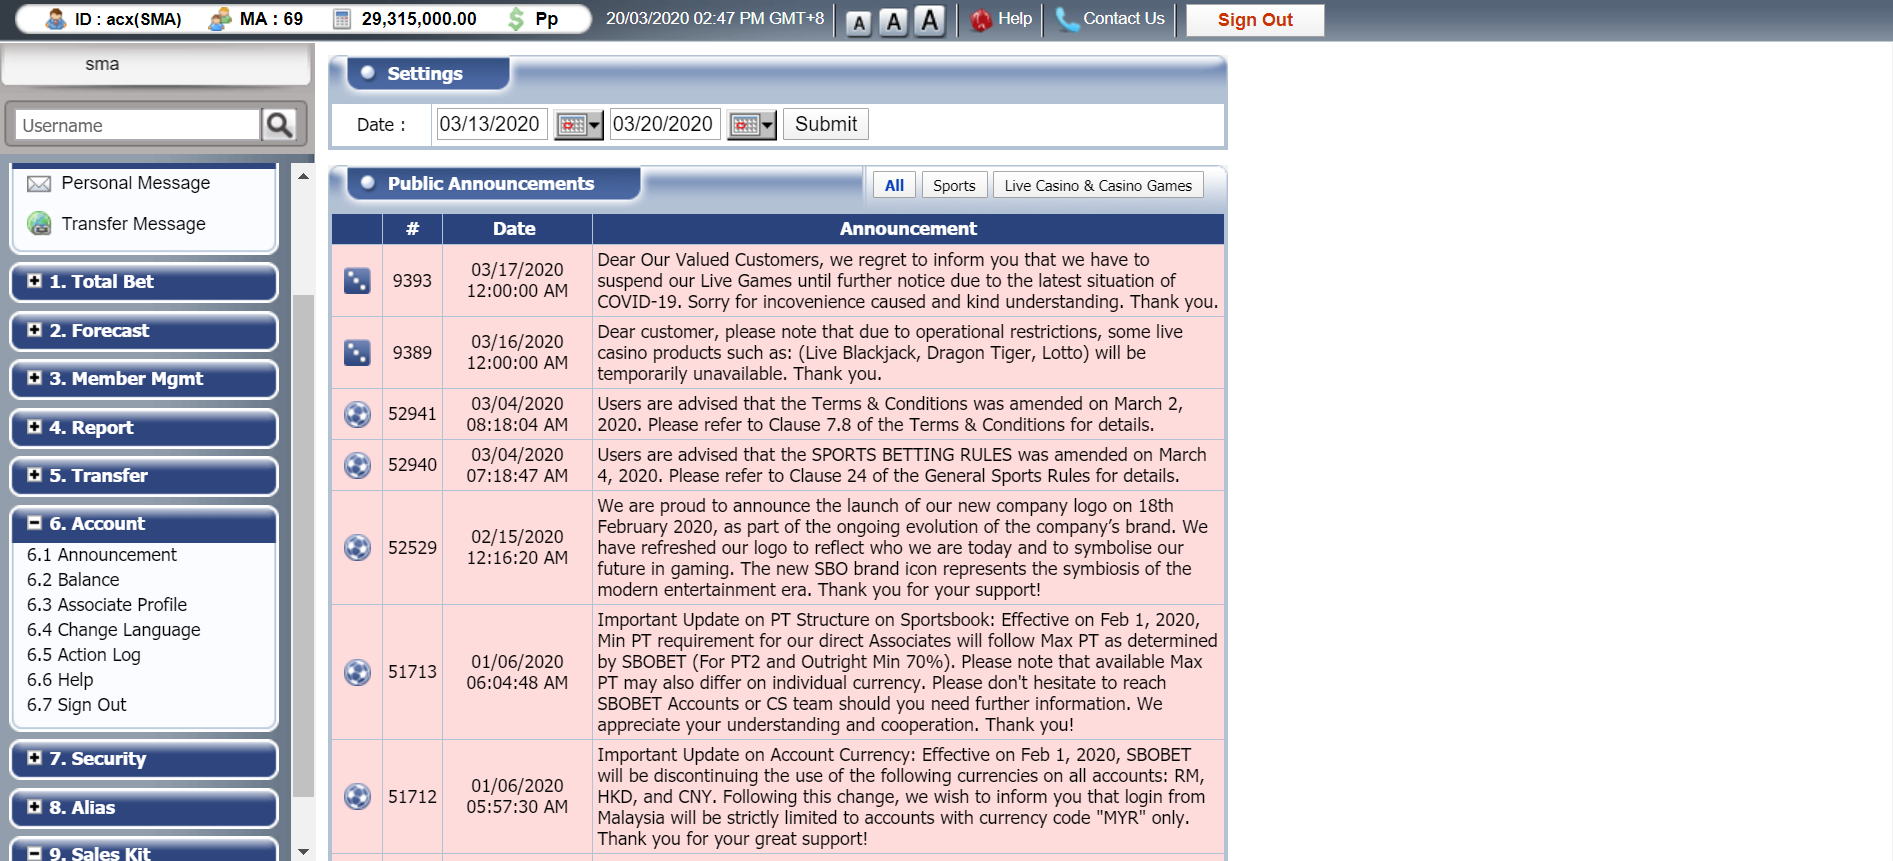 ID : acx(SMA) MA : 69 29,315,000.00 Pp 20/03/2020 02:47 PM GMT+8 A A A Help Contact Us Sign Out
sma
Username
Personal Message
Transfer Message
1. Total Bet
2. Forecast
3. Member Mgmt
4. Report
5. Transfer
6. Account
6.1 Announcement
6.2 Balance
6.3 Associate Profile
6.4 Change Language
6.5 Action Log
6.6 Help
6.7 Sign Out
7. Security
8. Alias
9. Sales Kit
Settings
Date : 03/13/2020 03/20/2020 Submit
Public Announcements All Sports Live Casino & Casino Games
# Date Announcement
9393 03/17/2020 12:00:00 AM
Dear Our Valued Customers, we regret to inform you that we have to
suspend our Live Games until further notice due to the latest situation of
COVID-19. Sorry for incovenience caused and kind understanding. Thank you.
9389 03/16/2020 12:00:00 AM
Dear customer, please note that due to operational restrictions, some live
casino products such as: (Live Blackjack, Dragon Tiger, Lotto) will be
temporarily unavailable. Thank you.
52941 03/04/2020 08:18:04 AM
Users are advised that the Terms & Conditions was amended on March 2,
2020. Please refer to Clause 7.8 of the Terms & Conditions for details.
52940 03/04/2020 07:18:47 AM
Users are advised that the SPORTS BETTING RULES was amended on March
4, 2020. Please refer to Clause 24 of the General Sports Rules for details.
52529 02/15/2020 12:16:20 AM
We are proud to announce the launch of our new company logo on 18th
February 2020, as part of the ongoing evolution of the company’s brand. We
have refreshed our logo to reflect who we are today and to symbolise our
future in gaming. The new SBO brand icon represents the symbiosis of the
modern entertainment era. Thank you for your support!
51713 01/06/2020 06:04:48 AM
Important Update on PT Structure on Sportsbook: Effective on Feb 1, 2020,
Min PT requirement for our direct Associates will follow Max PT as determined
by SBOBET (For PT2 and Outright Min 70%). Please note that available Max
PT may also differ on individual currency. Please don't hesitate to reach
SBOBET Accounts or CS team should you need further information. We
appreciate your understanding and cooperation. Thank you!
51712 01/06/2020 05:57:30 AM
Important Update on Account Currency: Effective on Feb 1, 2020, SBOBET
will be discontinuing the use of the following currencies on all accounts: RM,
HKD, and CNY. Following this change, we wish to inform you that login from
Malaysia will be strictly limited to accounts with currency code "MYR" only.
Thank you for your great support!